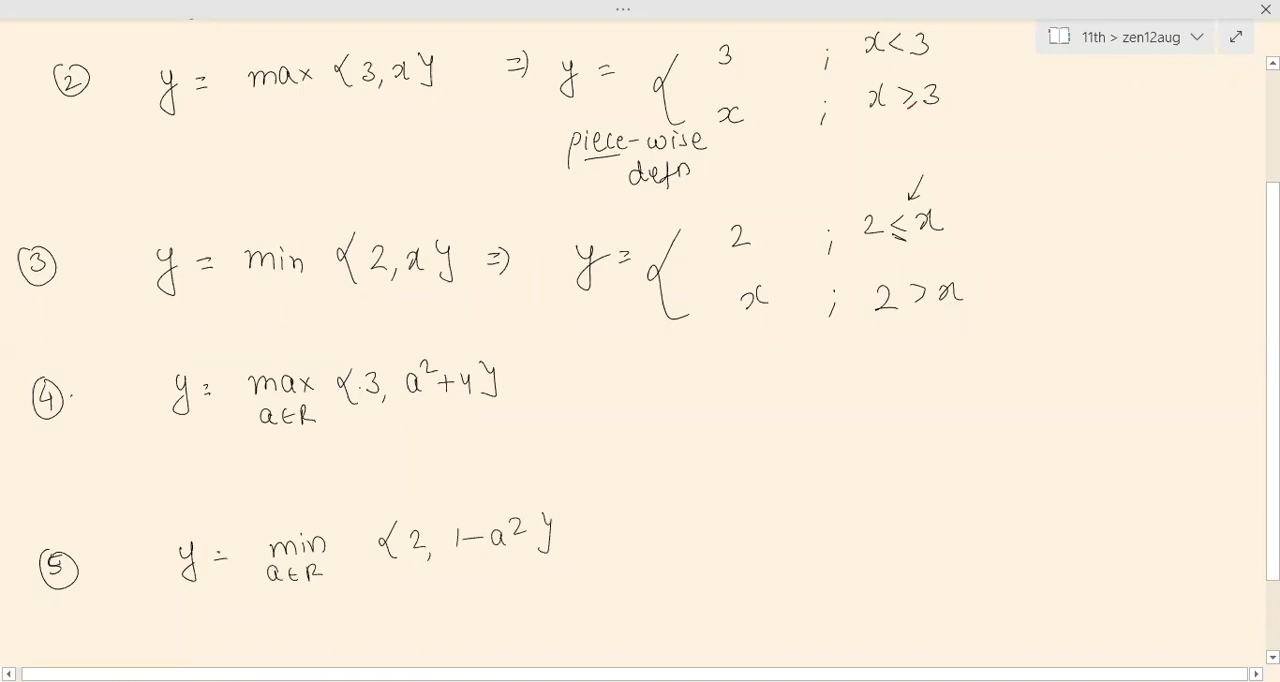 11th > zen12aug
② y = max {3, x} ⇒ y = { 3 ; x < 3
x ; x ≥ 3
piece-wise
defn
③ y = min {2, x} ⇒ y = { 2 ; 2 ≤ x
x ; 2 > x
④. y = max {3, a²+4}
a∈R
⑤ y = min {2, 1-a²}
a∈R